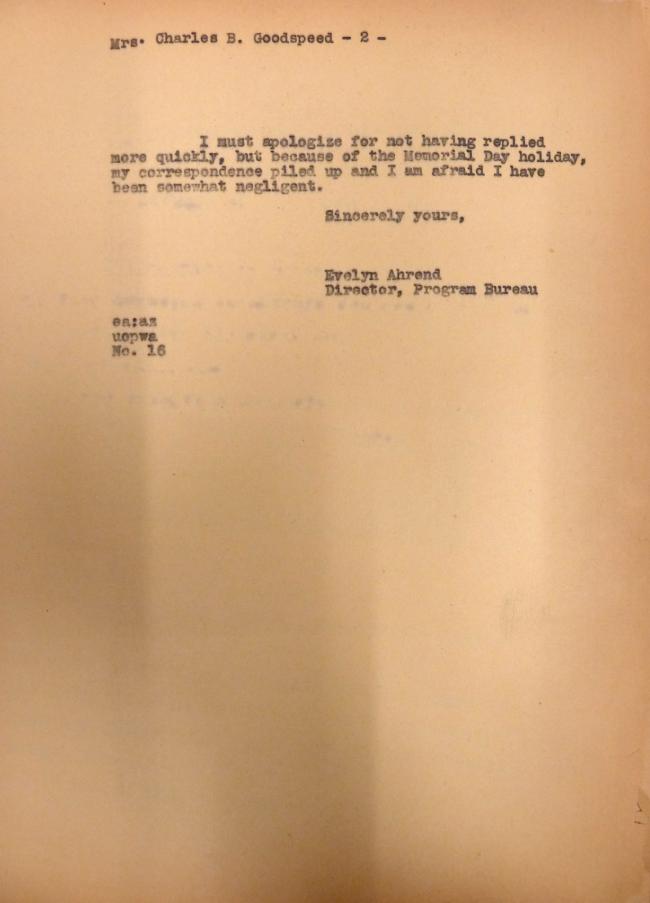 Mrs. Charles B. Goodspeed - 2 -
I must apologize for not having replied
more quickly, but because of the Memorial Day holiday,
my correspondence piled up and I am afraid I have
been somewhat negligent.
Sincerely yours,
Evelyn Ahrend
Director, Program Bureau
ea:az
uopwa
No. 16